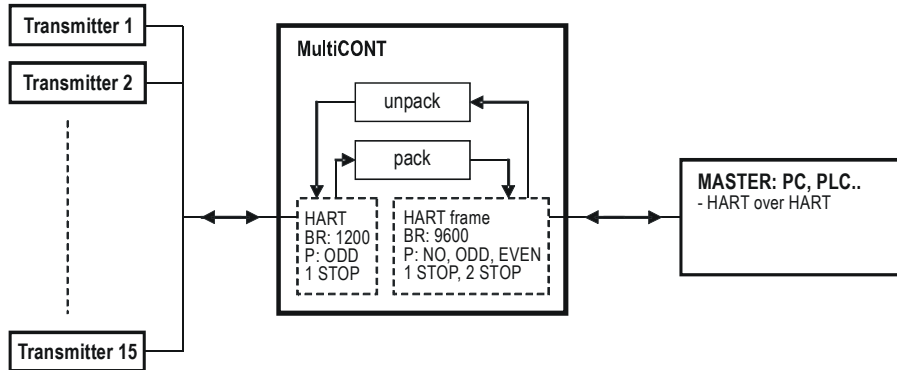 Transmitter 1
Transmitter 2
Transmitter 15
MultiCONT
unpack
pack
HART
BR: 1200
P: ODD
1 STOP
HART frame
BR: 9600
P: NO, ODD, EVEN
1 STOP, 2 STOP
MASTER: PC, PLC..
- HART over HART